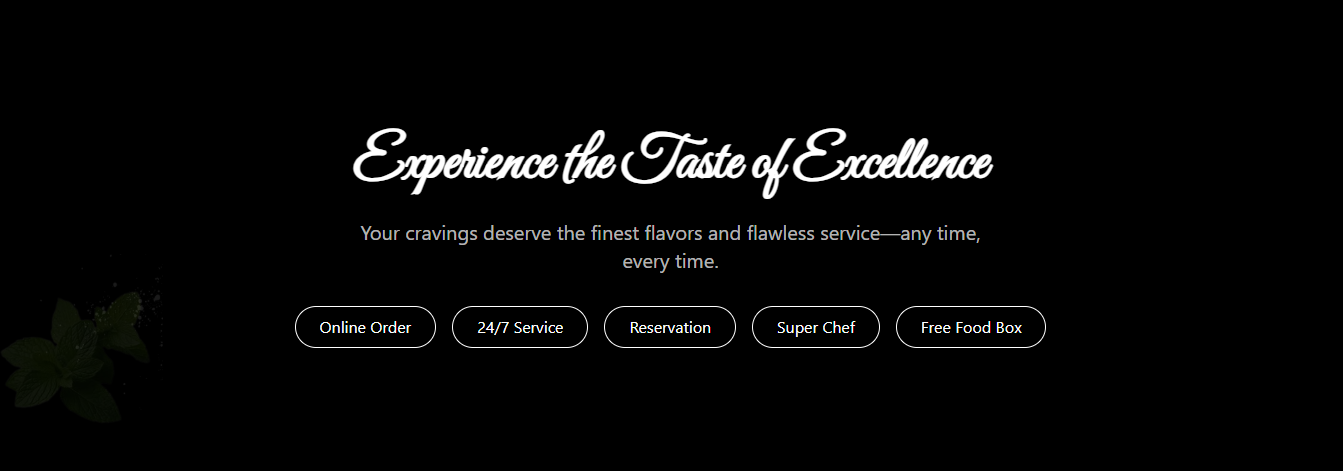 Experience the Taste of Excellence
Your cravings deserve the finest flavors and flawless service—any time,
every time.
Online Order
24/7 Service
Reservation
Super Chef
Free Food Box